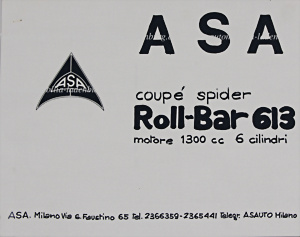 ASA
ASA
coupé spider
Roll-Bar 613
motore 1300 cc 6 cilindri
ASA. Milano Via S. Faustino 65 Tel. 2366359-2365441 Telegr. ASAUTO Milano